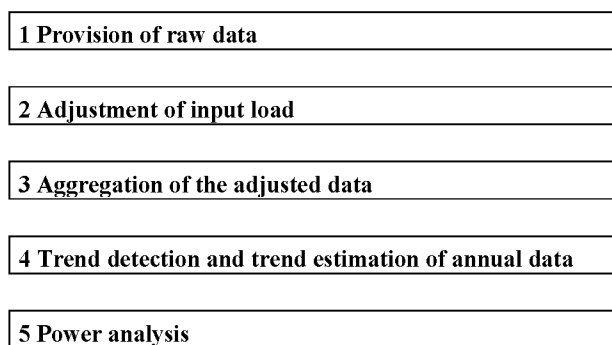 1 Provision of raw data
2 Adjustment of input load
3 Aggregation of the adjusted data
4 Trend detection and trend estimation of annual data
5 Power analysis